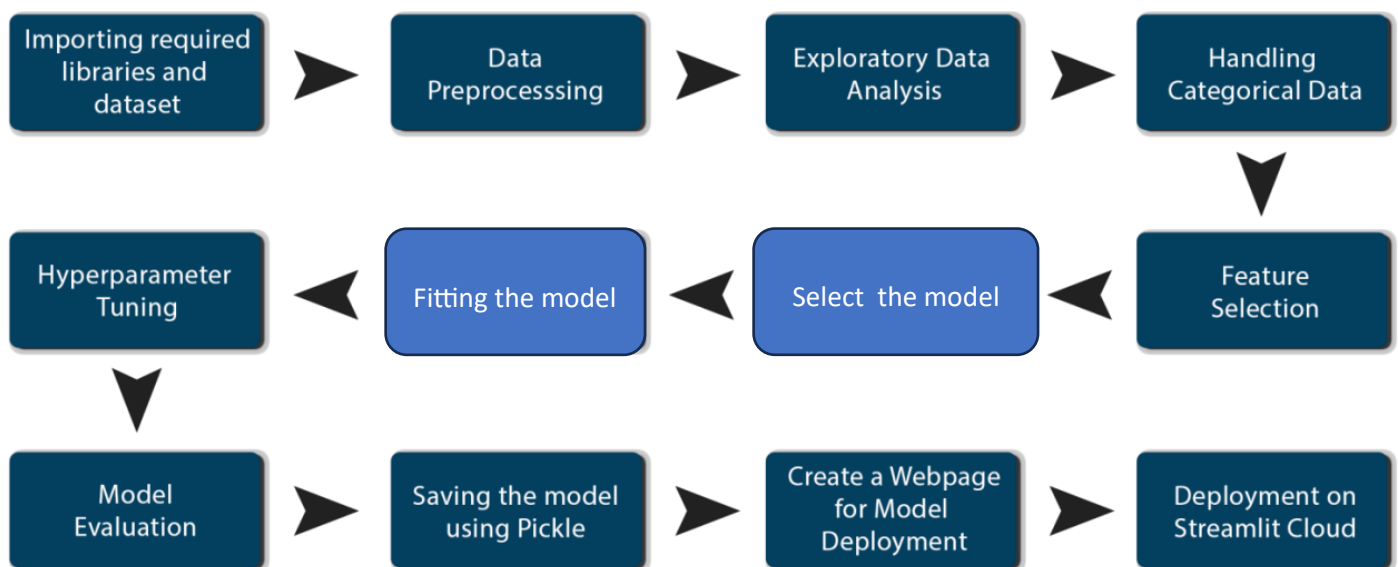 Importing required
libraries and
dataset
Data
Preprocesssing
Exploratory Data
Analysis
Handling
Categorical Data
Feature
Selection
Select  the model
Fitting the model
Hyperparameter
Tuning
Model
Evaluation
Saving the model
using Pickle
Create a Webpage
for Model
Deployment
Deployment on
Streamlit Cloud